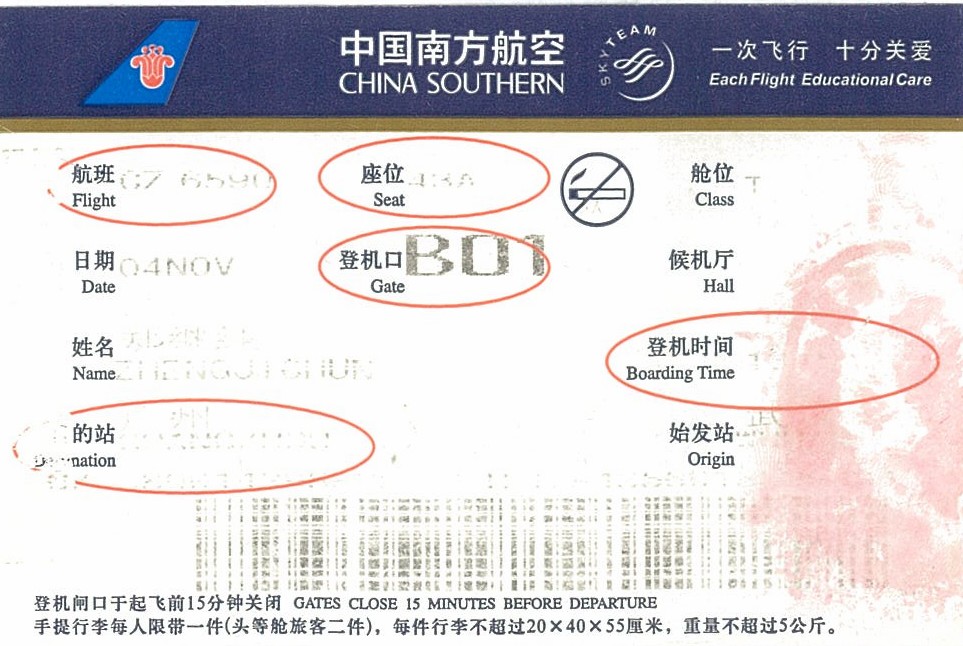 中国南方航空
CHINA SOUTHERN
SKYTEAM
一次飞行 十分关爱
Each Flight Educational Care
航班 CZ 6590
Flight
座位
Seat
舱位 T
Class
日期 04NOV
Date
登机口 B01
Gate
候机厅
Hall
姓名
Name
登机时间
Boarding Time
的站
nation
始发站
Origin
登机闸口于起飞前15分钟关闭 GATES CLOSE 15 MINUTES BEFORE DEPARTURE
手提行李每人限带一件(头等舱旅客二件)，每件行李不超过20×40×55厘米，重量不超过5公斤。